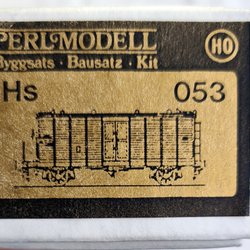 PERL-MODELL
Byggsats · Bausatz · Kit
HO
Hs 053